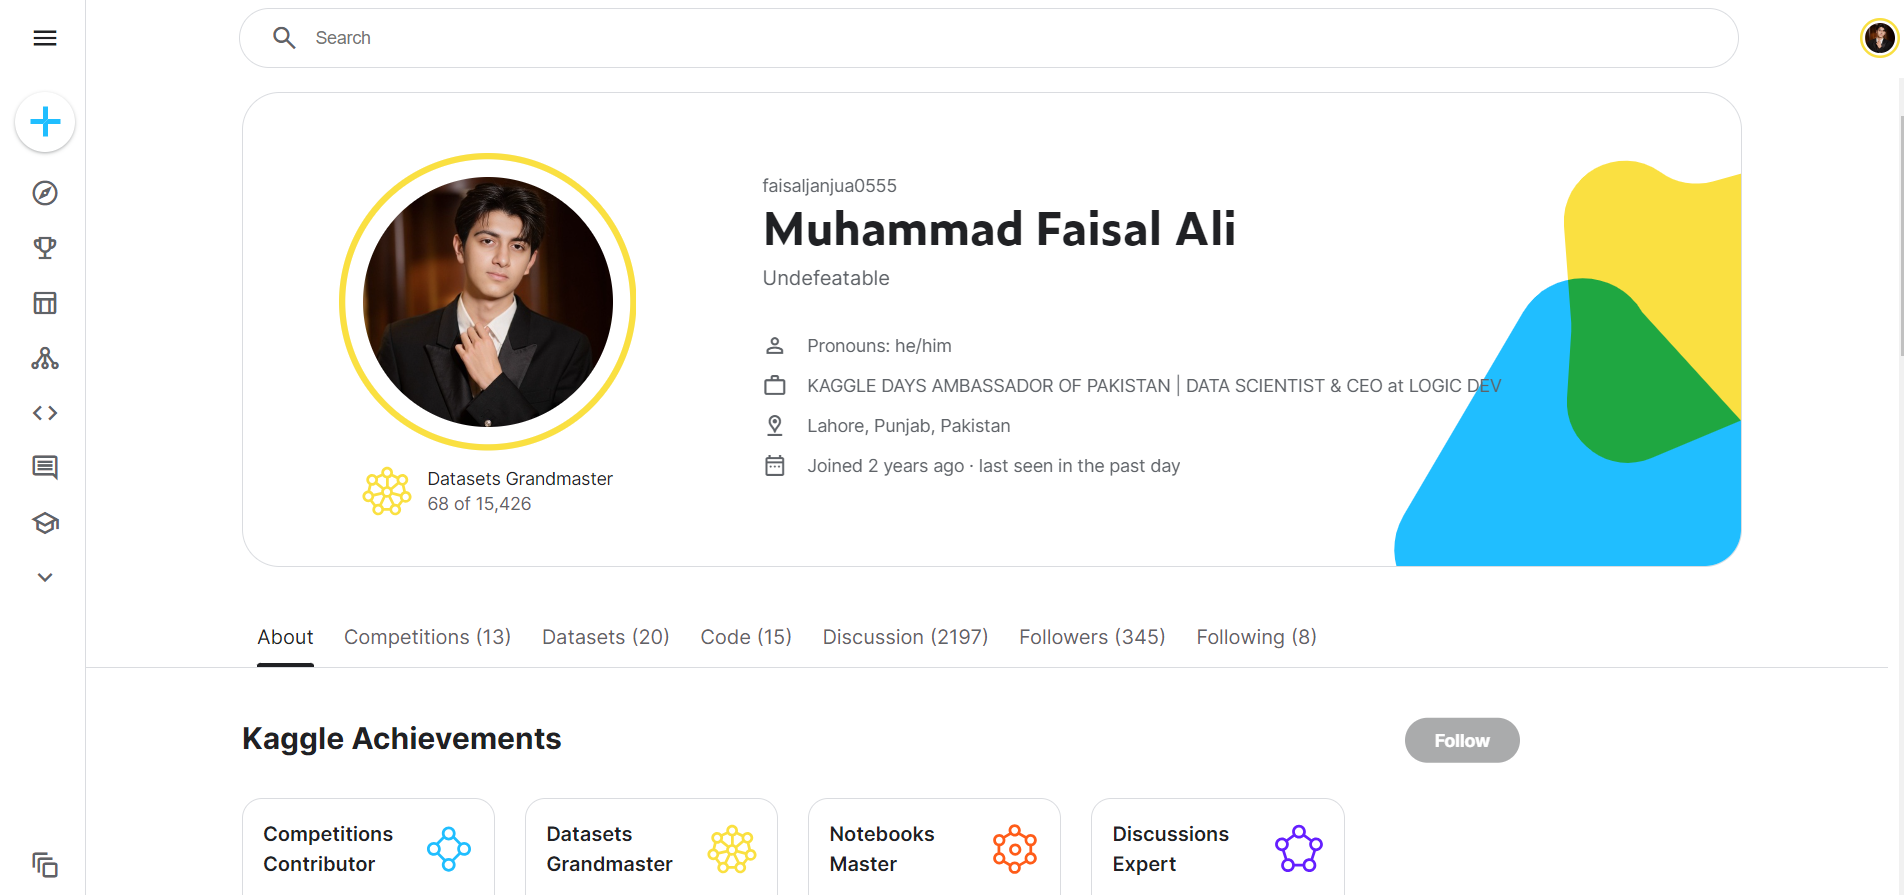 Search
faisaljanjua0555
Muhammad Faisal Ali
Undefeatable
Pronouns: he/him
KAGGLE DAYS AMBASSADOR OF PAKISTAN | DATA SCIENTIST & CEO at LOGIC DEV
Lahore, Punjab, Pakistan
Joined 2 years ago · last seen in the past day
Datasets Grandmaster
68 of 15,426
About Competitions (13) Datasets (20) Code (15) Discussion (2197) Followers (345) Following (8)
Kaggle Achievements
Follow
Competitions
Contributor
Datasets
Grandmaster
Notebooks
Master
Discussions
Expert